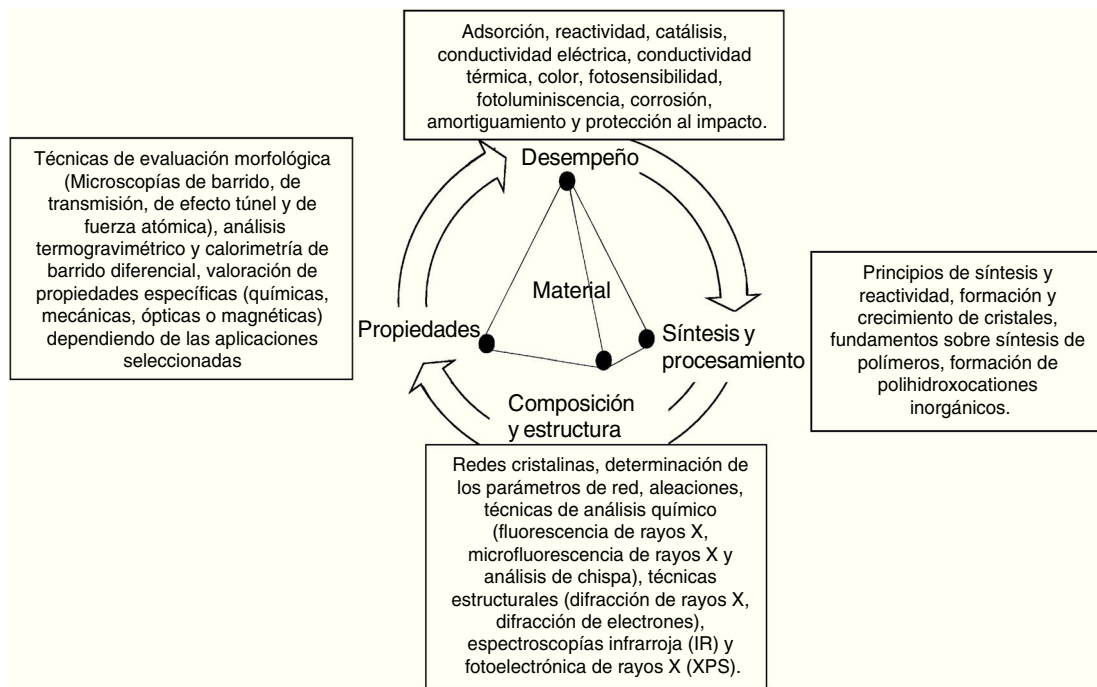 Adsorción, reactividad, catálisis,
conductividad eléctrica, conductividad
térmica, color, fotosensibilidad,
fotoluminiscencia, corrosión,
amortiguamiento y protección al impacto.
Desempeño
Técnicas de evaluación morfológica
(Microscopías de barrido, de
transmisión, de efecto túnel y de
fuerza atómica), análisis
termogravimétrico y calorimetría de
barrido diferencial, valoración de
propiedades específicas (químicas,
mecánicas, ópticas o magnéticas)
dependiendo de las aplicaciones
seleccionadas
Material
Propiedades
Síntesis y
procesamiento
Principios de síntesis y
reactividad, formación y
crecimiento de cristales,
fundamentos sobre síntesis de
polímeros, formación de
polihidroxocationes
inorgánicos.
Composición
y estructura
Redes cristalinas, determinación de
los parámetros de red, aleaciones,
técnicas de análisis químico
(fluorescencia de rayos X,
microfluorescencia de rayos X y
análisis de chispa), técnicas
estructurales (difracción de rayos X,
difracción de electrones),
espectroscopías infrarroja (IR) y
fotoelectrónica de rayos X (XPS).